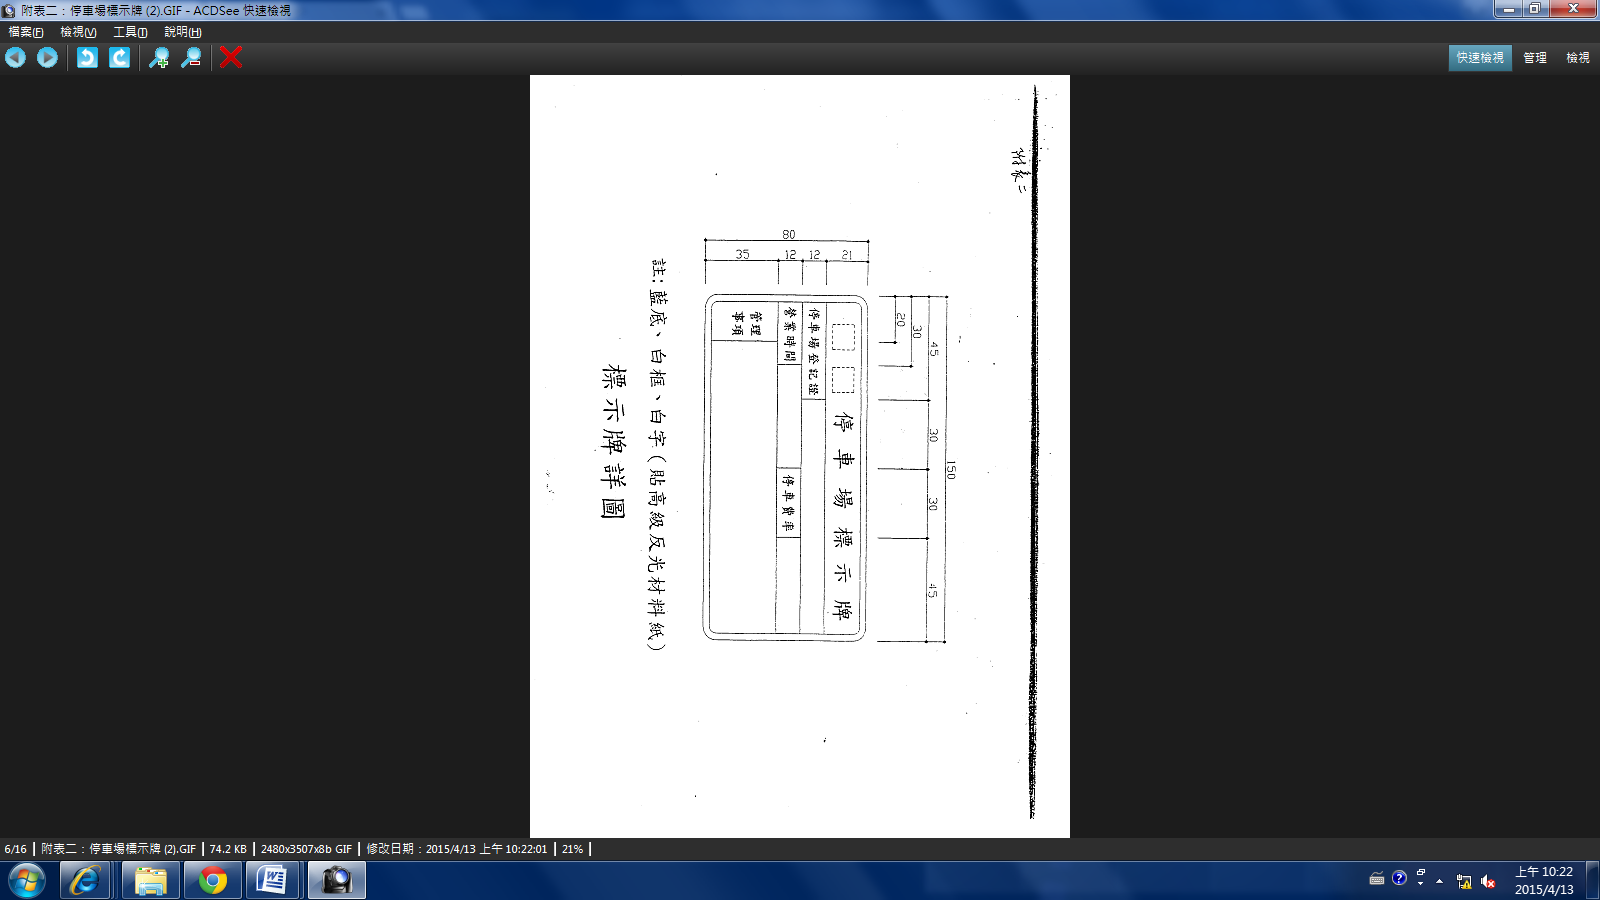 附表二：停車場標示牌 (2).GIF - ACDSee 快速檢視
檔案(F) 檢視(V) 工具(T) 說明(H)
快速檢視 管理 檢視
附表二
150
45 30 30 45
30
20
80
21 12 12 35
停車場標示牌
停車場登記證
營業時間 停車費率
管理
事項
註:藍底、白框、白字(貼高級反光材料紙)
標示牌詳圖
6/16 附表二：停車場標示牌 (2).GIF 74.2 KB 2480x3507x8b GIF 修改日期：2015/4/13 上午 10:22:01 21%
上午 10:22
2015/4/13